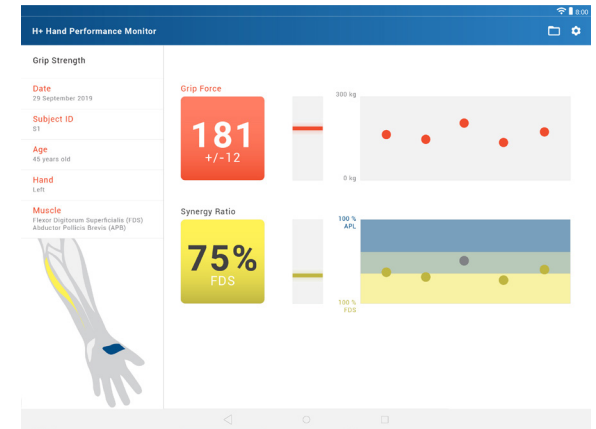 8:00
H+ Hand Performance Monitor
Grip Strength
Date
29 September 2019
Subject ID
S1
Age
45 years old
Hand
Left
Muscle
Flexor Digitorum Superficialis (FDS)
Abductor Pollicis Brevis (APB)
Grip Force
181
+/-12
300 kg
0 kg
Synergy Ratio
75%
FDS
100 %
APL
100 %
FDS